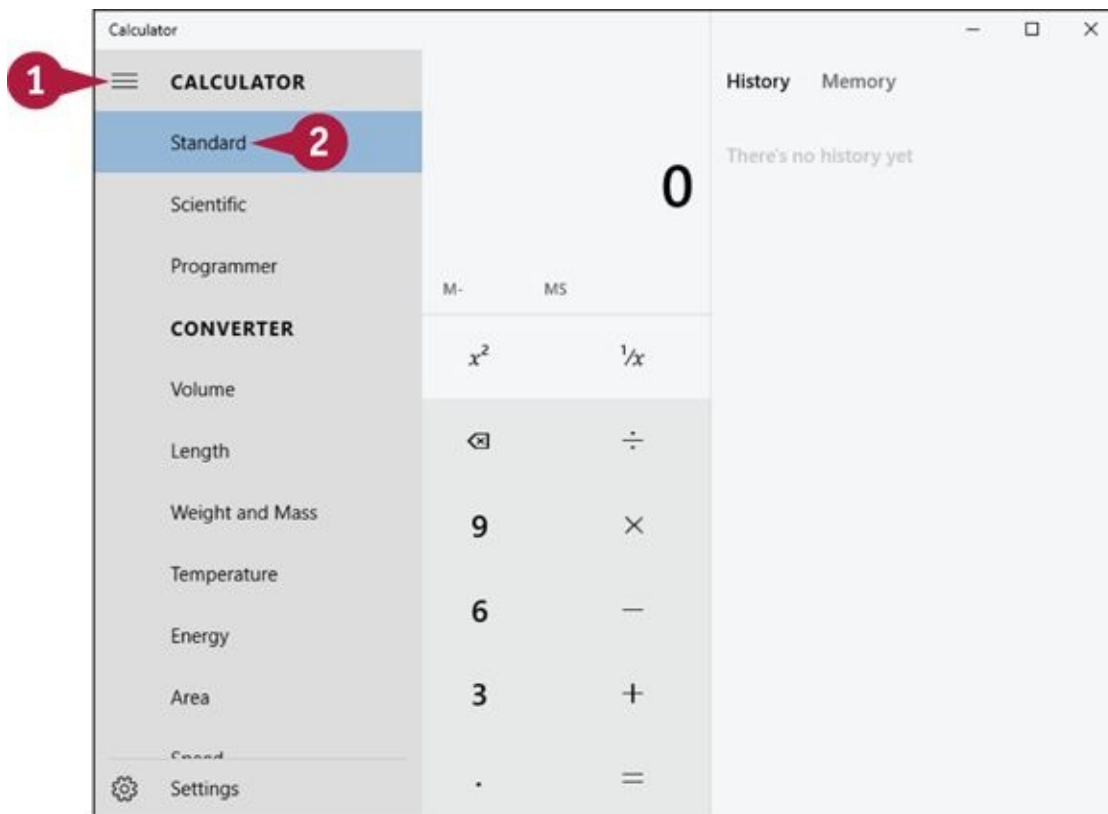 Calculator
1
CALCULATOR
Standard
2
Scientific
Programmer
CONVERTER
Volume
Length
Weight and Mass
Temperature
Energy
Area
Speed
Settings
0
M- MS
x² ¹/x
÷
9 ×
6 −
3 +
. =
History Memory
There's no history yet